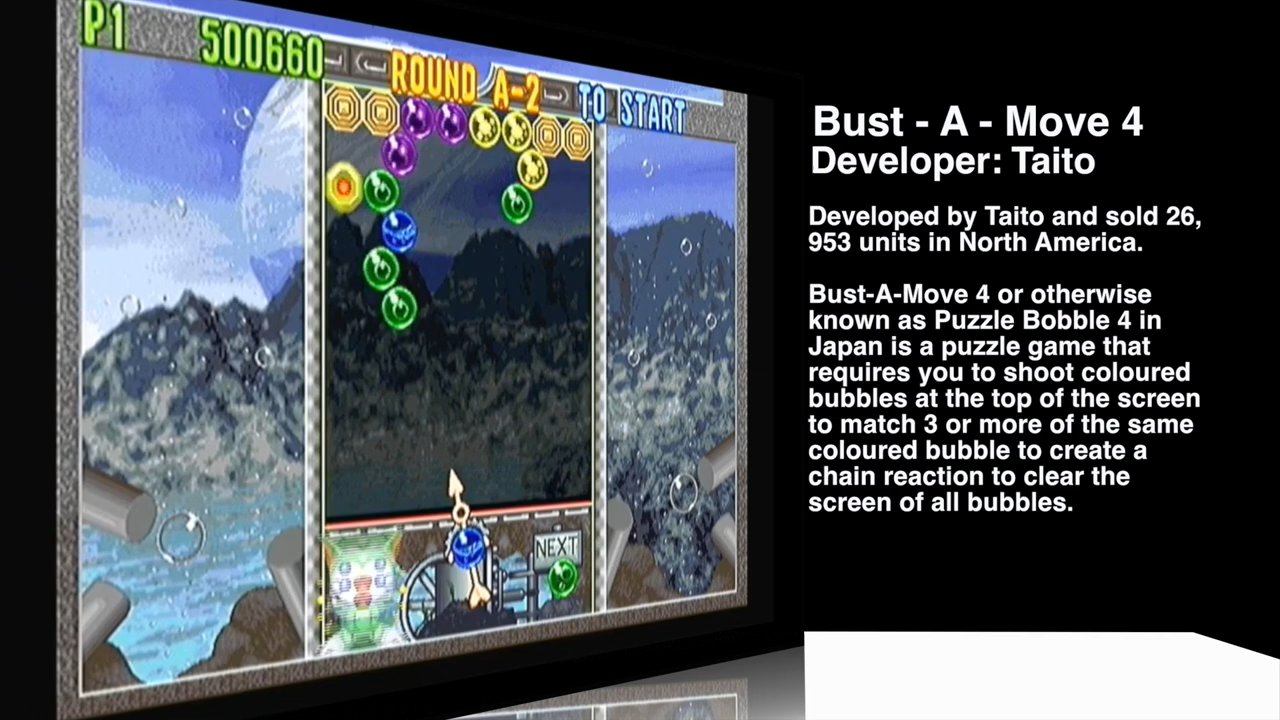 P1 500660 ROUND A-2 TO START
NEXT
Bust - A - Move 4
Developer: Taito
Developed by Taito and sold 26,
953 units in North America.
Bust-A-Move 4 or otherwise
known as Puzzle Bobble 4 in
Japan is a puzzle game that
requires you to shoot coloured
bubbles at the top of the screen
to match 3 or more of the same
coloured bubble to create a
chain reaction to clear the
screen of all bubbles.